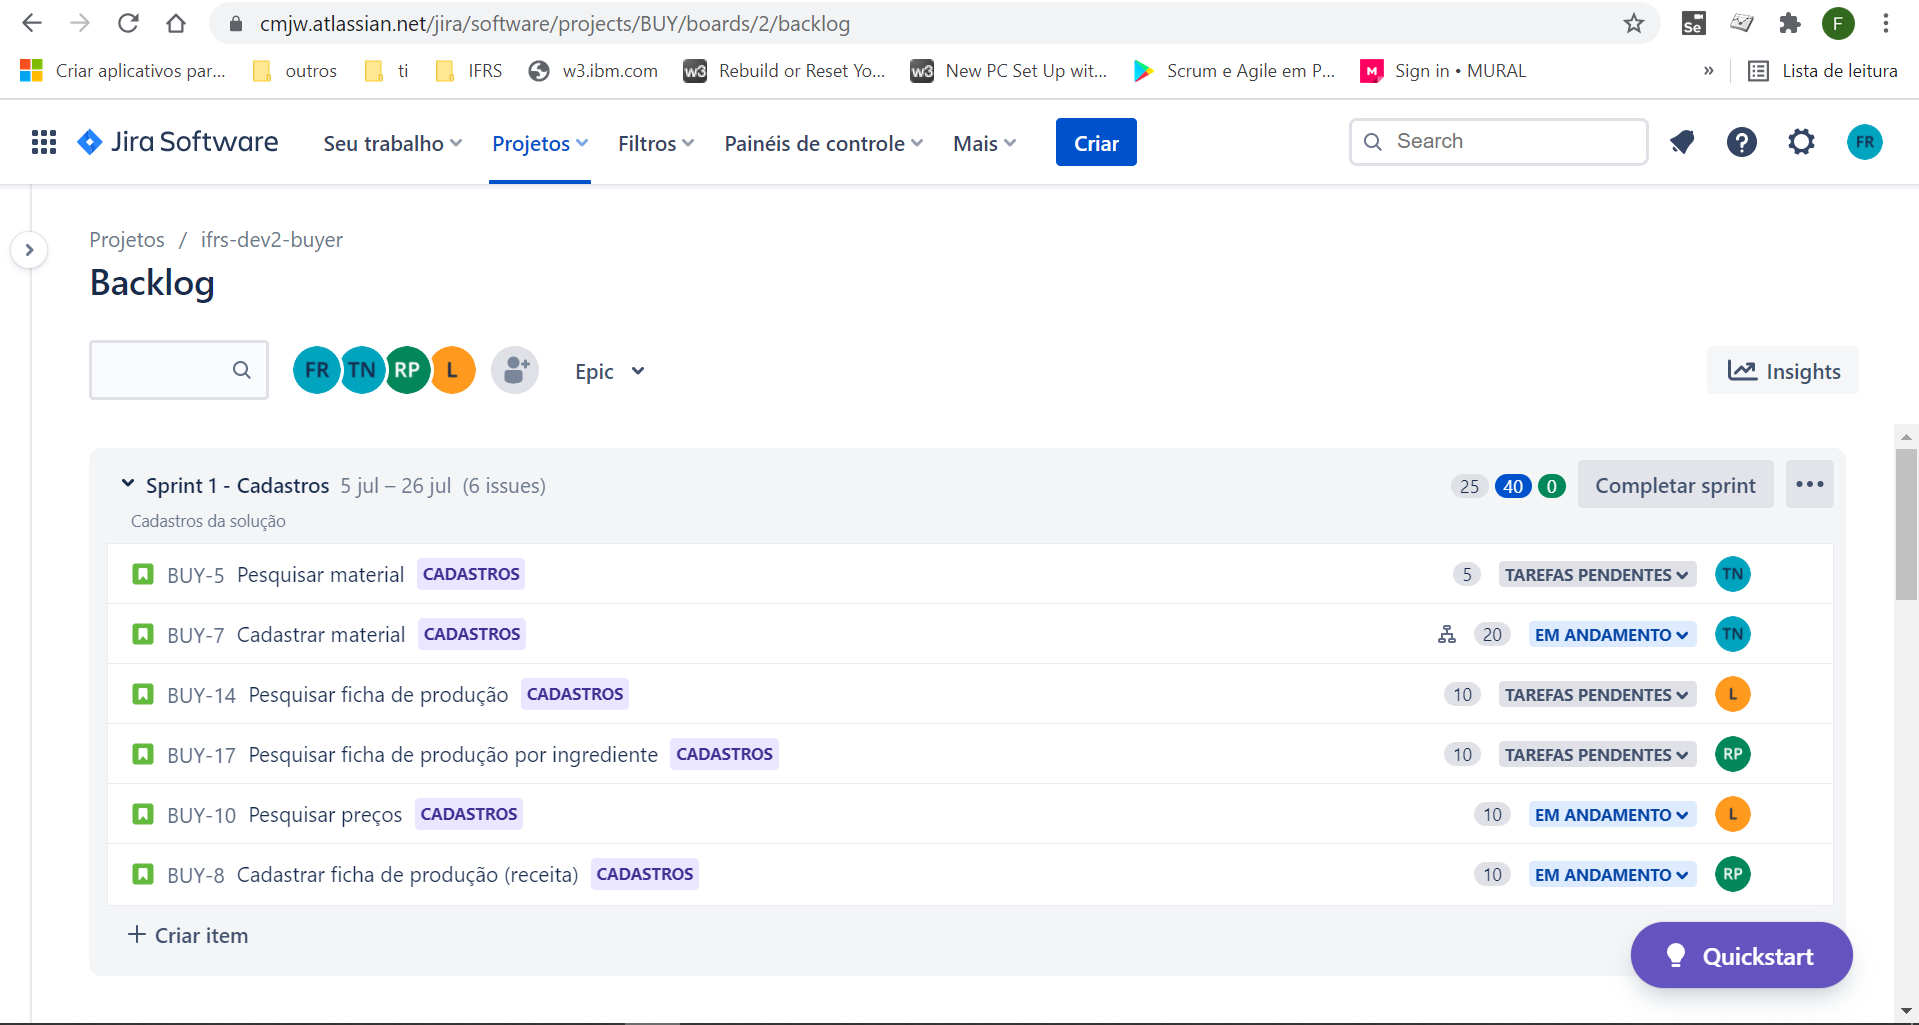 cmjw.atlassian.net/jira/software/projects/BUY/boards/2/backlog Se F
Criar aplicativos par... outros ti IFRS w3.ibm.com w3 Rebuild or Reset Yo... w3 New PC Set Up wit... Scrum e Agile em P... M Sign in • MURAL » Lista de leitura
Jira Software Seu trabalho Projetos Filtros Painéis de controle Mais Criar Search FR
Projetos / ifrs-dev2-buyer
Backlog
FR TN RP L Epic Insights
Sprint 1 - Cadastros 5 jul – 26 jul (6 issues) 25 40 0 Completar sprint
Cadastros da solução
BUY-5 Pesquisar material CADASTROS 5 TAREFAS PENDENTES TN
BUY-7 Cadastrar material CADASTROS 20 EM ANDAMENTO TN
BUY-14 Pesquisar ficha de produção CADASTROS 10 TAREFAS PENDENTES L
BUY-17 Pesquisar ficha de produção por ingrediente CADASTROS 10 TAREFAS PENDENTES RP
BUY-10 Pesquisar preços CADASTROS 10 EM ANDAMENTO L
BUY-8 Cadastrar ficha de produção (receita) CADASTROS 10 EM ANDAMENTO RP
+ Criar item
Quickstart